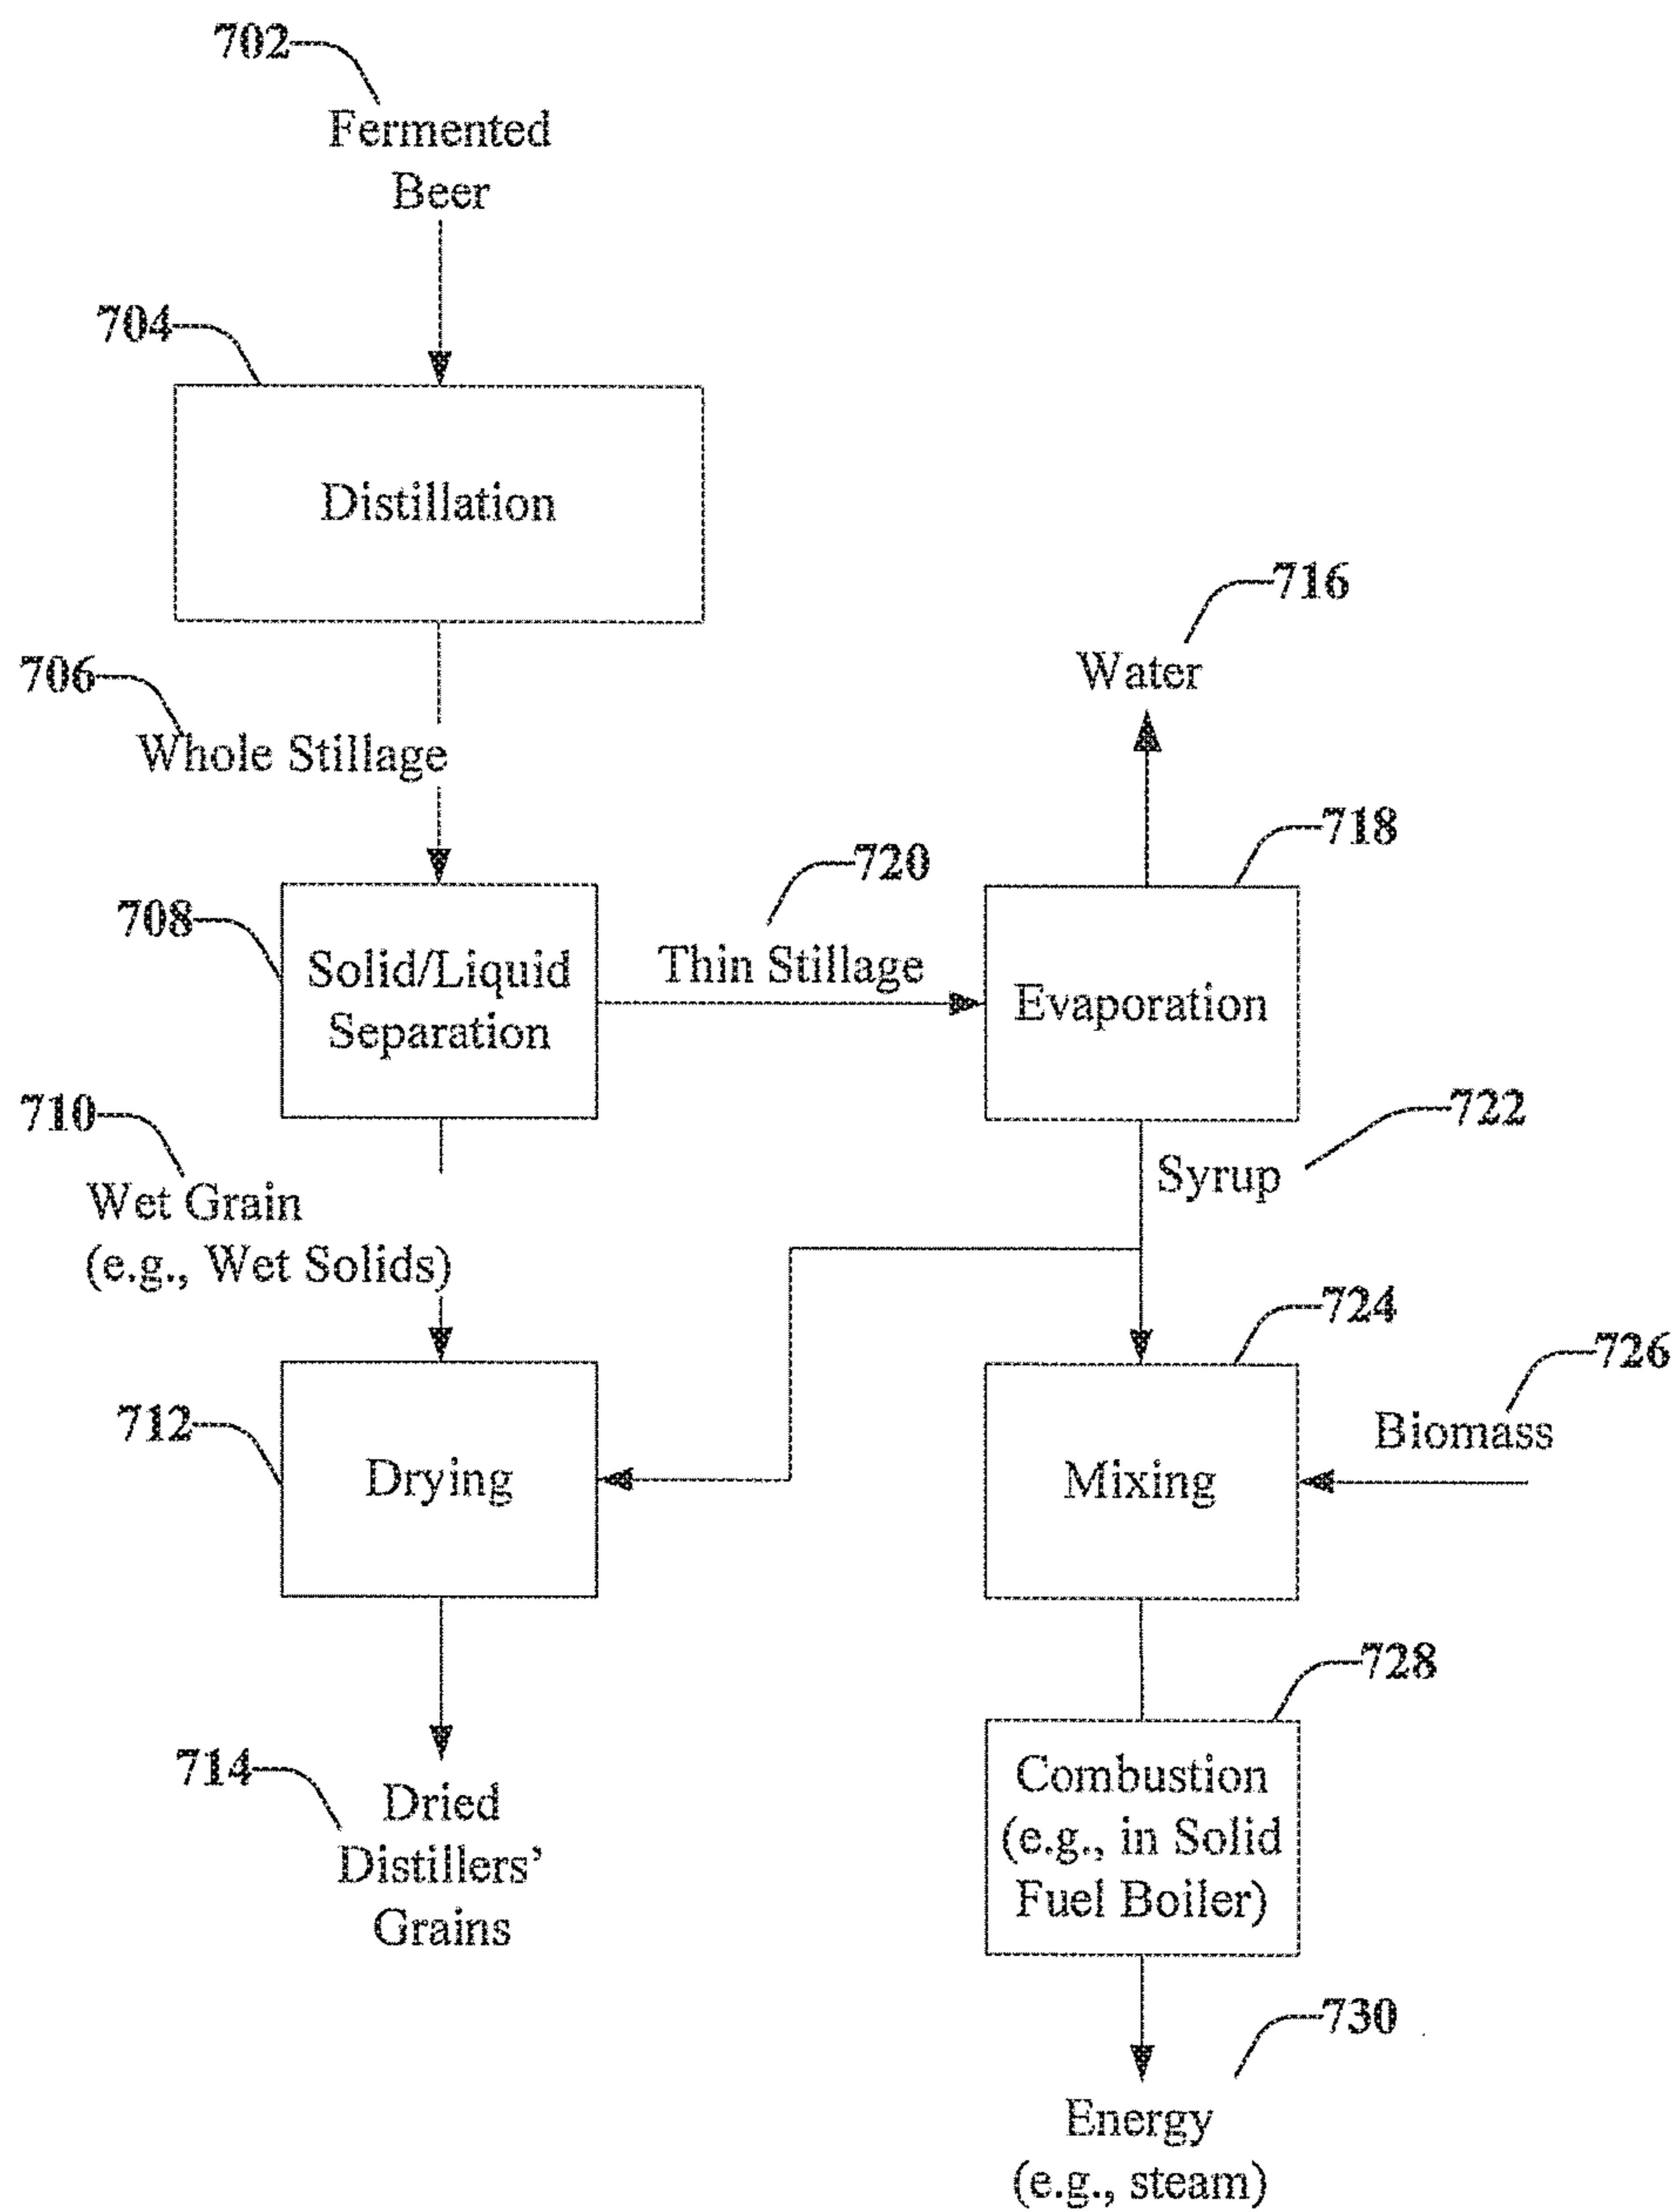 702
Fermented
Beer
704
Distillation
706
Whole Stillage
716
Water
718
720
Thin Stillage
708
Solid/Liquid
Separation
Evaporation
710
Wet Grain
(e.g., Wet Solids)
722
Syrup
724
726
Biomass
712
Drying
Mixing
728
714
Dried
Distillers’
Grains
Combustion
(e.g., in Solid
Fuel Boiler)
730
Energy
(e.g., steam)